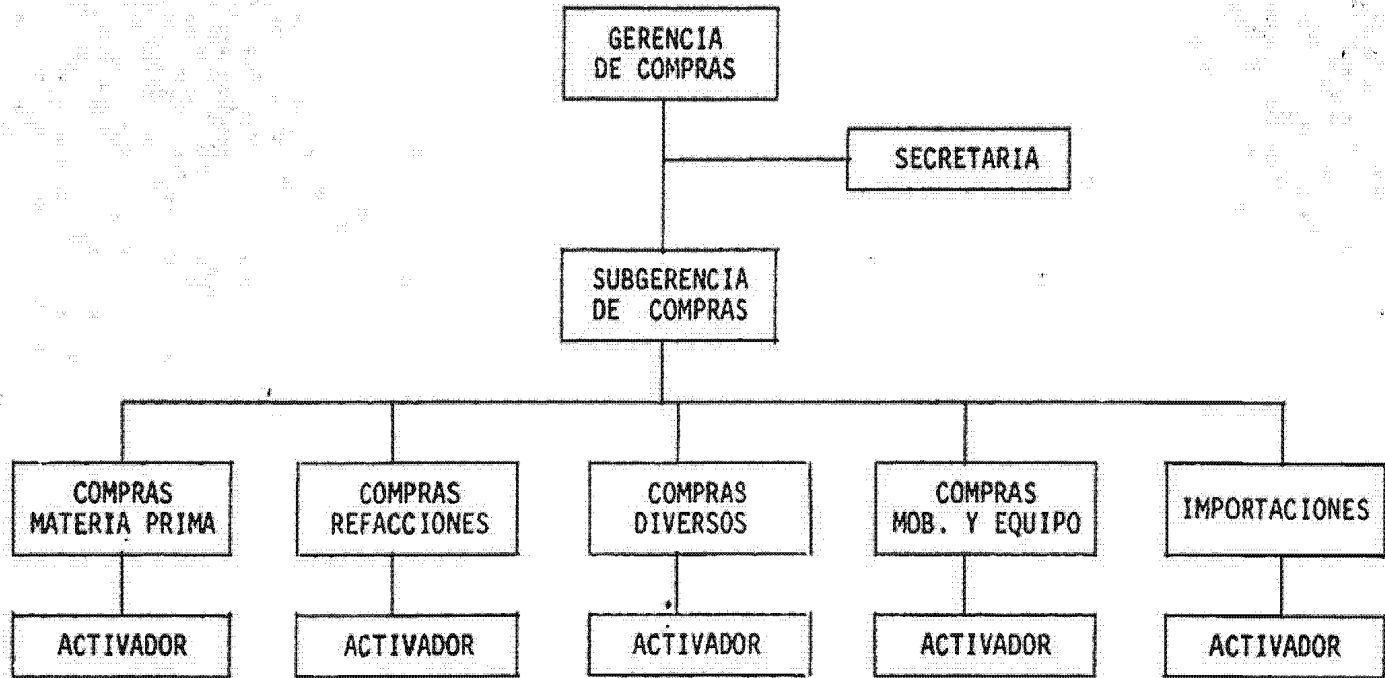 GERENCIA
DE COMPRAS
SECRETARIA
SUBGERENCIA
DE COMPRAS
COMPRAS
MATERIA PRIMA
COMPRAS
REFACCIONES
COMPRAS
DIVERSOS
COMPRAS
MOB. Y EQUIPO
IMPORTACIONES
ACTIVADOR
ACTIVADOR
ACTIVADOR
ACTIVADOR
ACTIVADOR